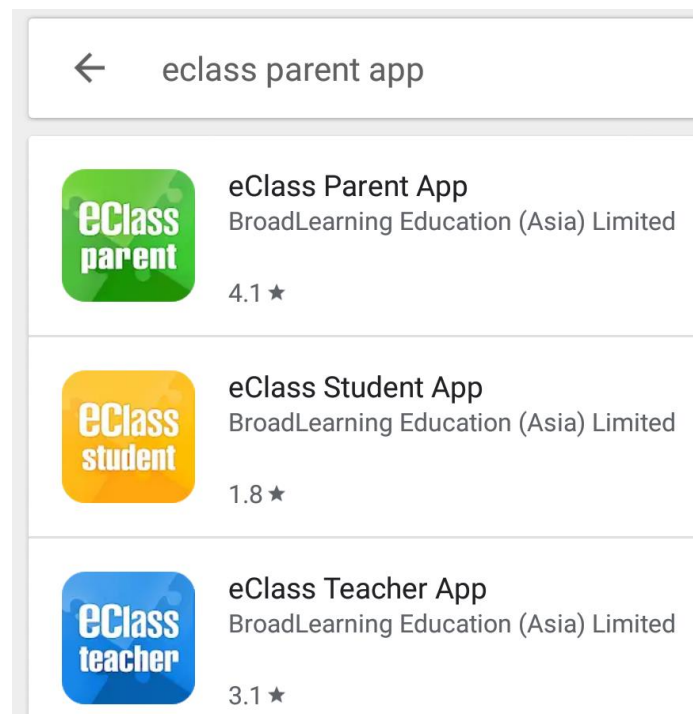 eclass parent app
eClass
parent
eClass Parent App
BroadLearning Education (Asia) Limited
4.1 ★
eClass
student
eClass Student App
BroadLearning Education (Asia) Limited
1.8 ★
eClass
teacher
eClass Teacher App
BroadLearning Education (Asia) Limited
3.1 ★